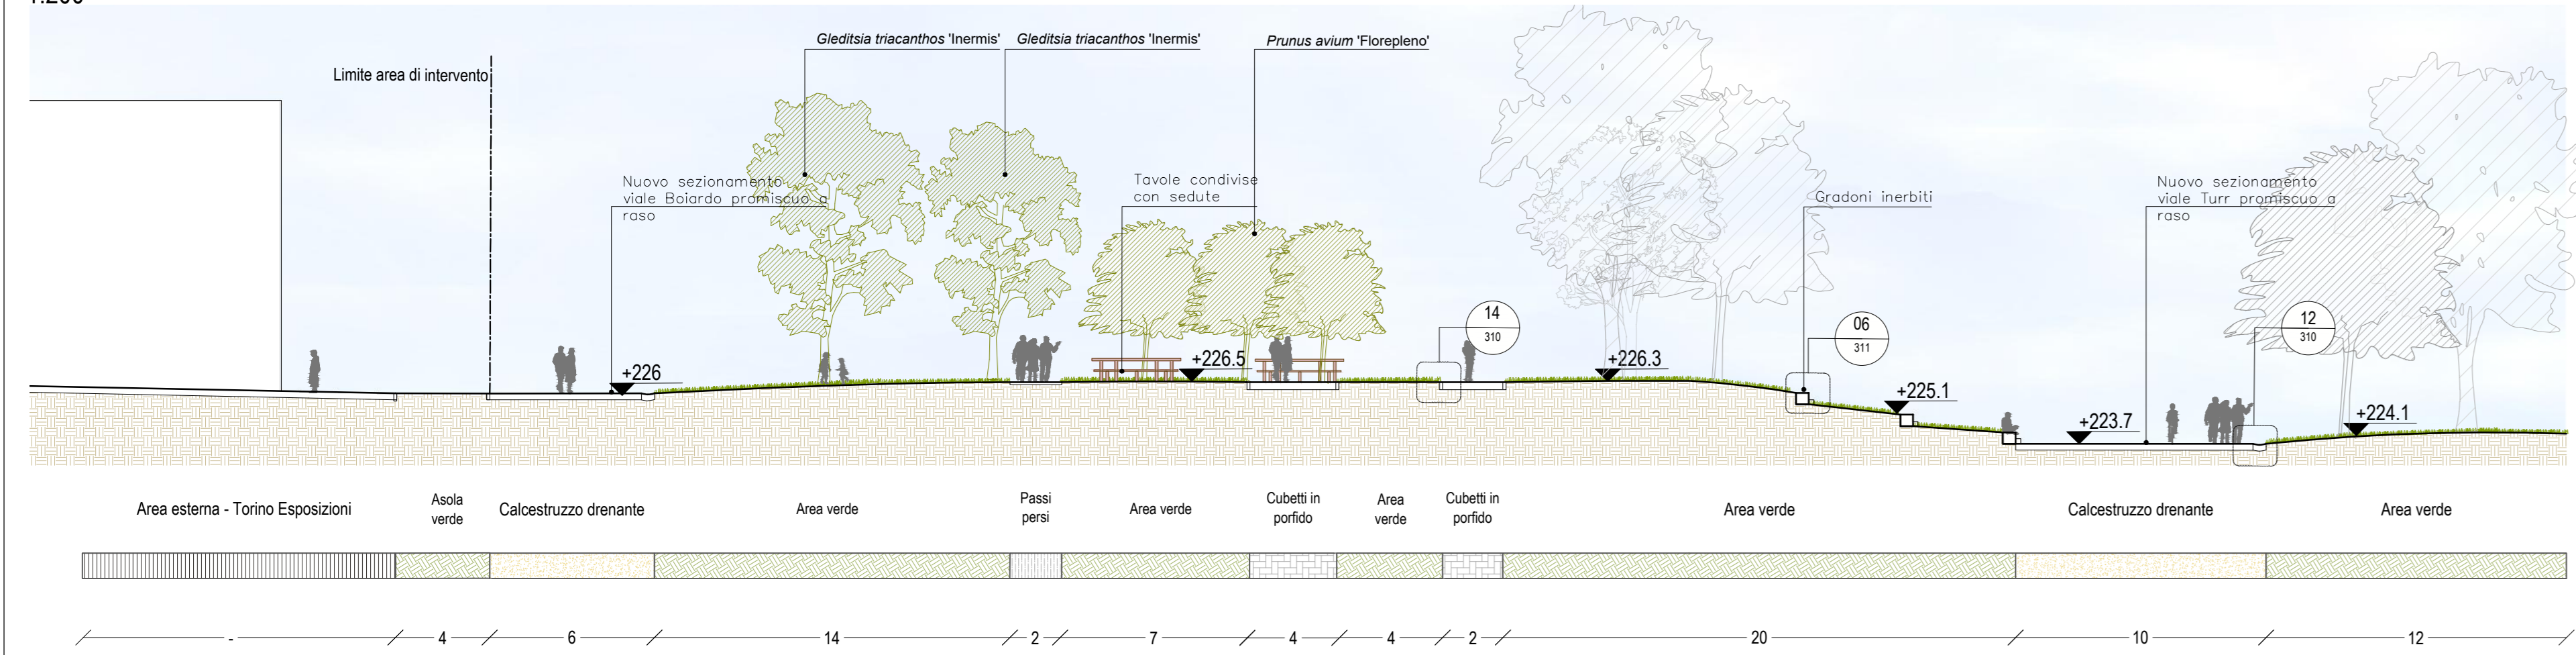 Gleditsia triacanthos 'Inermis'
Gleditsia triacanthos 'Inermis'
Prunus avium 'Florepleno'
Limite area di intervento
Nuovo sezionamento
viale Boiardo promiscuo a
raso
Tavole condivise
con sedute
Gradoni inerbiti
Nuovo sezionamento
viale Turr promiscuo a
raso
14
310
06
311
12
310
+226
+226.5
+226.3
+225.1
+223.7
+224.1
Area esterna - Torino Esposizioni
Asola
verde
Calcestruzzo drenante
Area verde
Passi
persi
Area verde
Cubetti in
porfido
Area
verde
Cubetti in
porfido
Area verde
Calcestruzzo drenante
Area verde
- 4 6 14 2 7 4 4 2 20 10 12